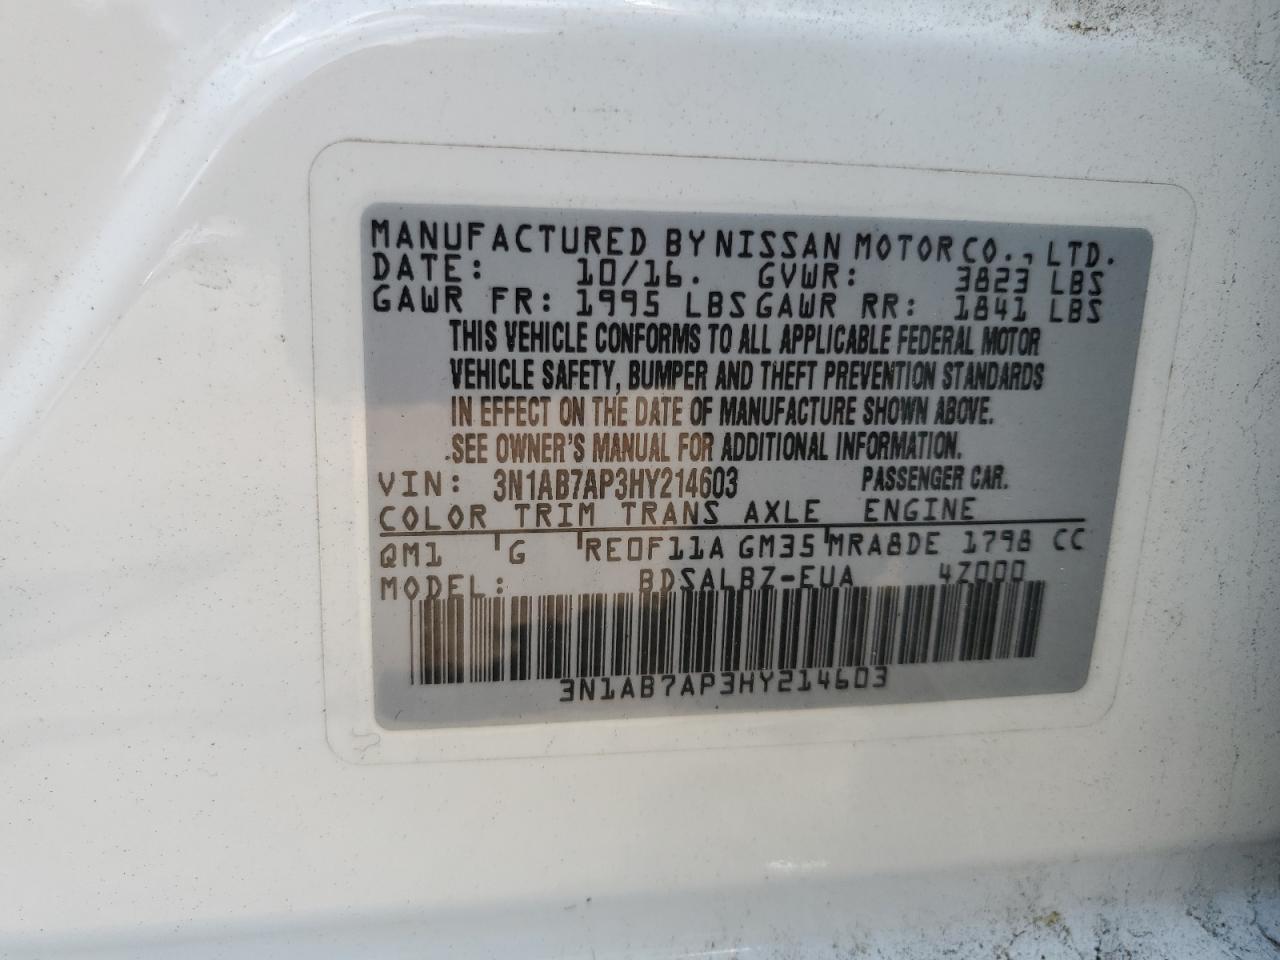 MANUFACTURED BY NISSAN MOTOR CO., LTD.
DATE: 10/16. GVWR: 3823 LBS
GAWR FR: 1995 LBS GAWR RR: 1841 LBS
THIS VEHICLE CONFORMS TO ALL APPLICABLE FEDERAL MOTOR
VEHICLE SAFETY, BUMPER AND THEFT PREVENTION STANDARDS
IN EFFECT ON THE DATE OF MANUFACTURE SHOWN ABOVE.
.SEE OWNER'S MANUAL FOR ADDITIONAL INFORMATION.
VIN: 3N1AB7AP3HY214603 PASSENGER CAR.
COLOR TRIM TRANS AXLE ENGINE
QM1 G RE0F11A GM35 MRA8DE 1798 CC
MODEL: BDSALBZ-EUA 4Z000
3N1AB7AP3HY214603